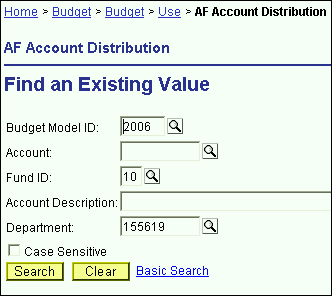 Home > Budget > Budget > Use > AF Account Distribution
AF Account Distribution
Find an Existing Value
Budget Model ID: 2006
Account:
Fund ID: 10
Account Description:
Department: 155619
Case Sensitive
Search Clear Basic Search